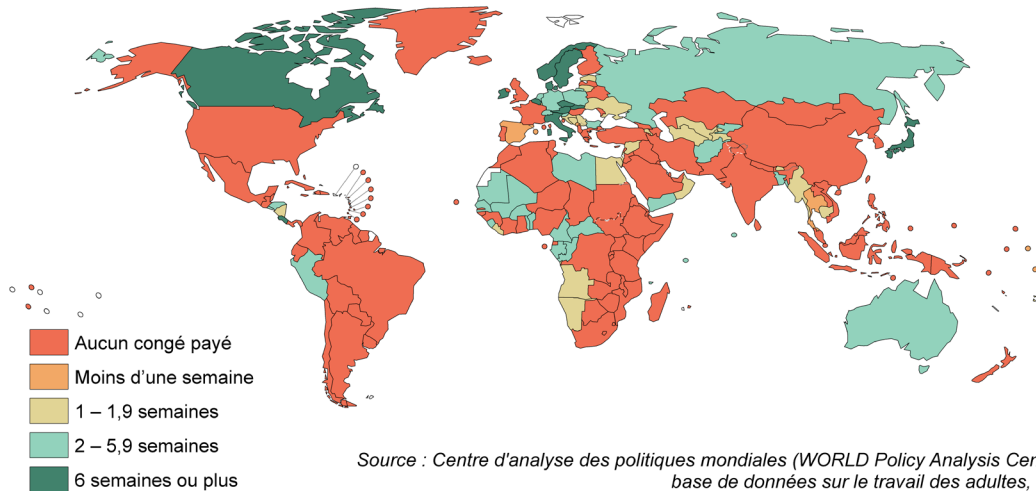 Aucun congé payé
Moins d'une semaine
1 – 1,9 semaines
2 – 5,9 semaines
6 semaines ou plus
Source : Centre d'analyse des politiques mondiales (WORLD Policy Analysis Cen
base de données sur le travail des adultes,